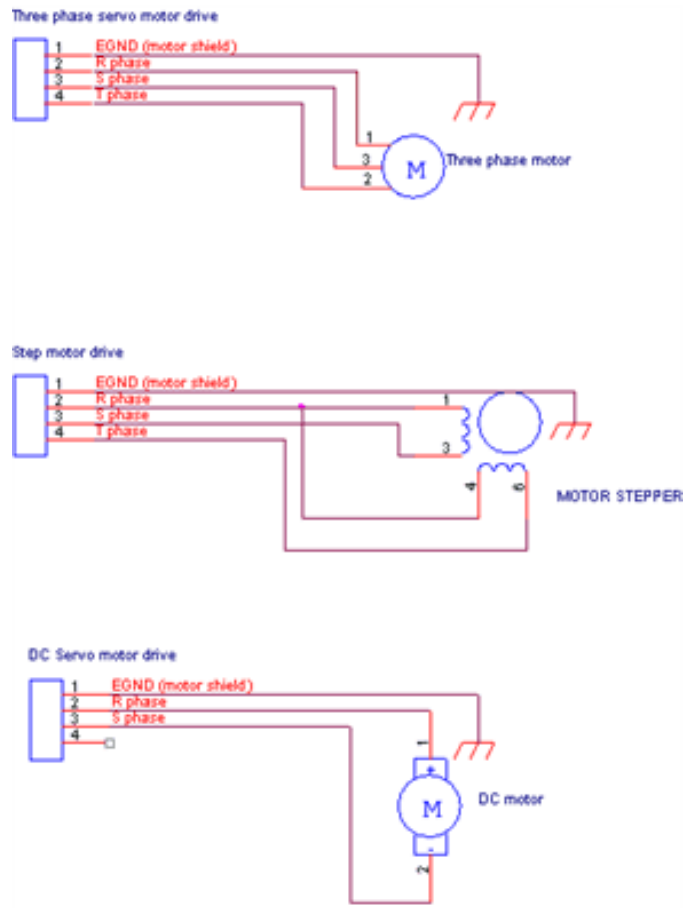 Three phase servo motor drive
1 EGND (motor shield)
2 R phase
3 S phase
4 T phase
1
3
2
M
Three phase motor
Step motor drive
1 EGND (motor shield)
2 R phase
3 S phase
4 T phase
1
3
4
6
MOTOR STEPPER
DC Servo motor drive
1 EGND (motor shield)
2 R phase
3 S phase
4
1
+
M
DC motor
-
2